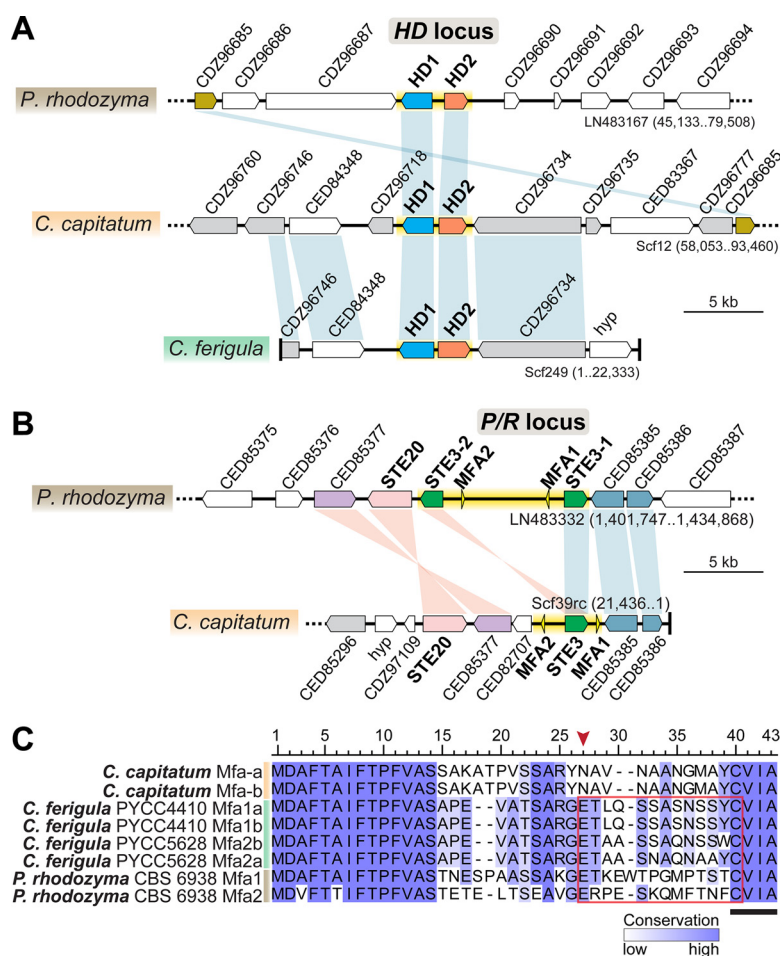 A
HD locus
CDZ96685 CDZ96686 CDZ96687 HD1 HD2 CDZ96690 CDZ96691 CDZ96692 CDZ96693 CDZ96694
P. rhodozyma
LN483167 (45,133..79,508)
CDZ96760 CDZ96746 CED84348 CDZ96718 HD1 HD2 CDZ96734 CDZ96735 CED83367 CDZ96777 CDZ96685
C. capitatum
Scf12 (58,053..93,460)
CDZ96746 CED84348 HD1 HD2 CDZ96734 hyp
5 kb
C. ferigula
Scf249 (1..22,333)
B
P/R locus
CED85375 CED85376 CED85377 STE20 STE3-2 MFA2 MFA1 STE3-1 CED85385 CED85386 CED85387
P. rhodozyma
LN483332 (1,401,747..1,434,868)
5 kb
Scf39rc (21,436..1)
C. capitatum
CED85296 hyp CDZ97109 STE20 CED85377 CED82707 MFA2 STE3 MFA1 CED85385 CED85386
C
1 5 10 15 20 25 30 35 40 43
C. capitatum Mfa-a MDAFTAIFTPFVASSAKATPVSSARYNAV--NAANGMAYCVIA
C. capitatum Mfa-b MDAFTAIFTPFVASSAKATPVSSARYNAV--NAANGMAYCVIA
C. ferigula PYCC4410 Mfa1a MDAFTAIFTPFVASAPE--VATSARGETLQ-SSASNSSYCVIA
C. ferigula PYCC4410 Mfa1b MDAFTAIFTPFVASAPE--VATSARGETLQ-SSASNSSYCVIA
C. ferigula PYCC5628 Mfa2b MDAFTAIFTPFVASAPE--VATSARGETAA-SSAQNSSWCVIA
C. ferigula PYCC5628 Mfa2a MDAFTAIFTPFVASAPE--VATSARGETAA-SSNAQNAAYCVIA
P. rhodozyma CBS 6938 Mfa1 MDAFTAIFTPFVASTNESPAASSAKGETKEWTPGMPTSTCVIA
P. rhodozyma CBS 6938 Mfa2 MDVFTTIFTPFVASTETE-LTSEAVGERPE-SKQMFTNFCVIA
Conservation
low high